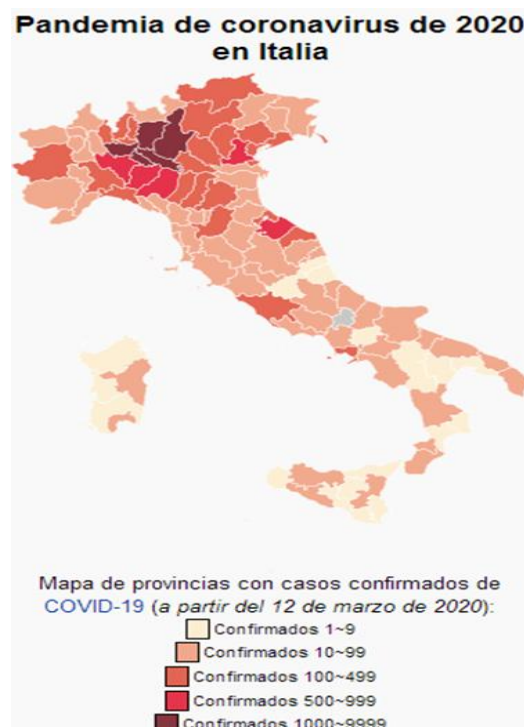 Pandemia de coronavirus de 2020
en Italia
Mapa de provincias con casos confirmados de
COVID-19 (a partir del 12 de marzo de 2020):
Confirmados 1~9
Confirmados 10~99
Confirmados 100~499
Confirmados 500~999
Confirmados 1000~9999